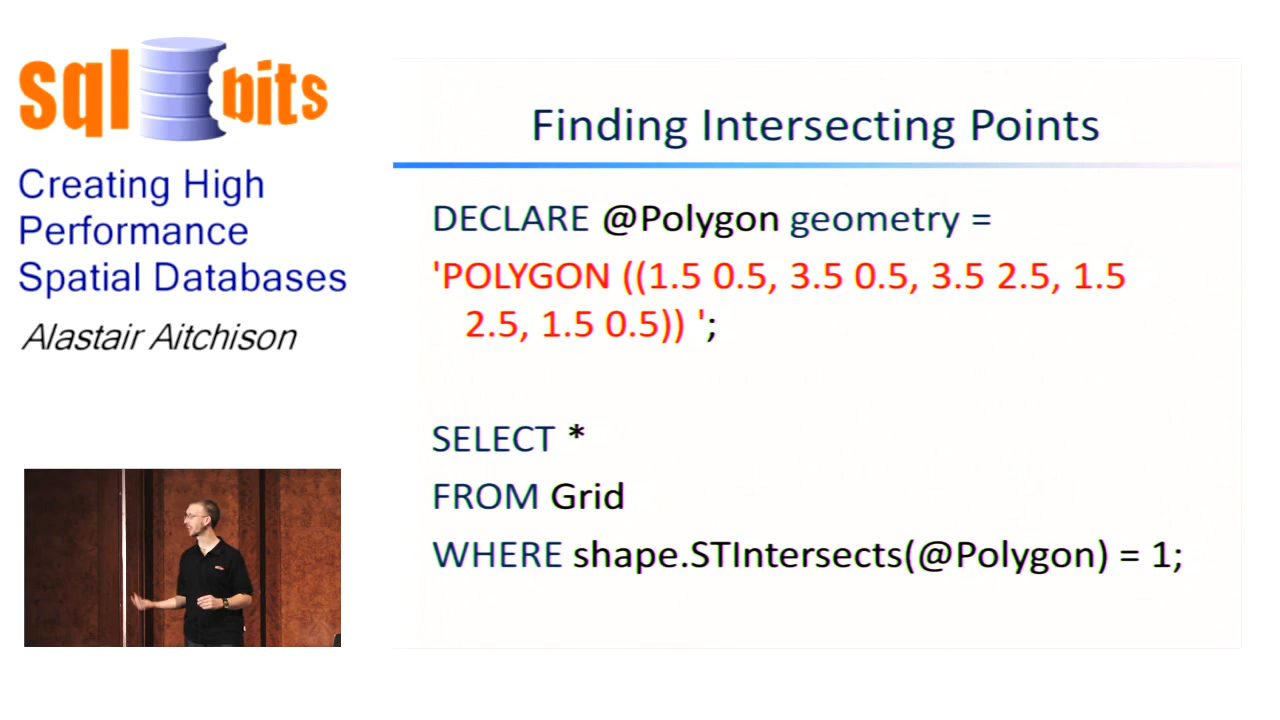 sql bits
Creating High
Performance
Spatial Databases
Alastair Aitchison
Finding Intersecting Points
DECLARE @Polygon geometry =
'POLYGON ((1.5 0.5, 3.5 0.5, 3.5 2.5, 1.5
2.5, 1.5 0.5)) ';
SELECT *
FROM Grid
WHERE shape.STIntersects(@Polygon) = 1;